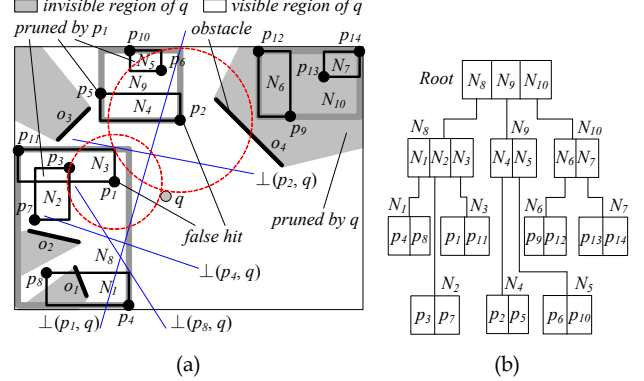 invisible region of q visible region of q
pruned by p1 p10 obstacle p12 p14
N5 p6 p13 N7
p5 N9 N6 N10
N4 p2 p9
o3 o4
p11
p3 N3 ⊥(p2, q)
p1 q pruned by q
N2
p7 false hit
o2 N8 ⊥(p4, q)
p8 o1 N1
p4
⊥(p1, q) ⊥(p8, q)
(a)
Root N8 N9 N10
N8 N9 N10
N1 N2 N3 N4 N5 N6 N7
N1 N3 N6 N7
p4 p8 p1 p11 p9 p12 p13 p14
N2 N4 N5
p3 p7 p2 p5 p6 p10
(b)